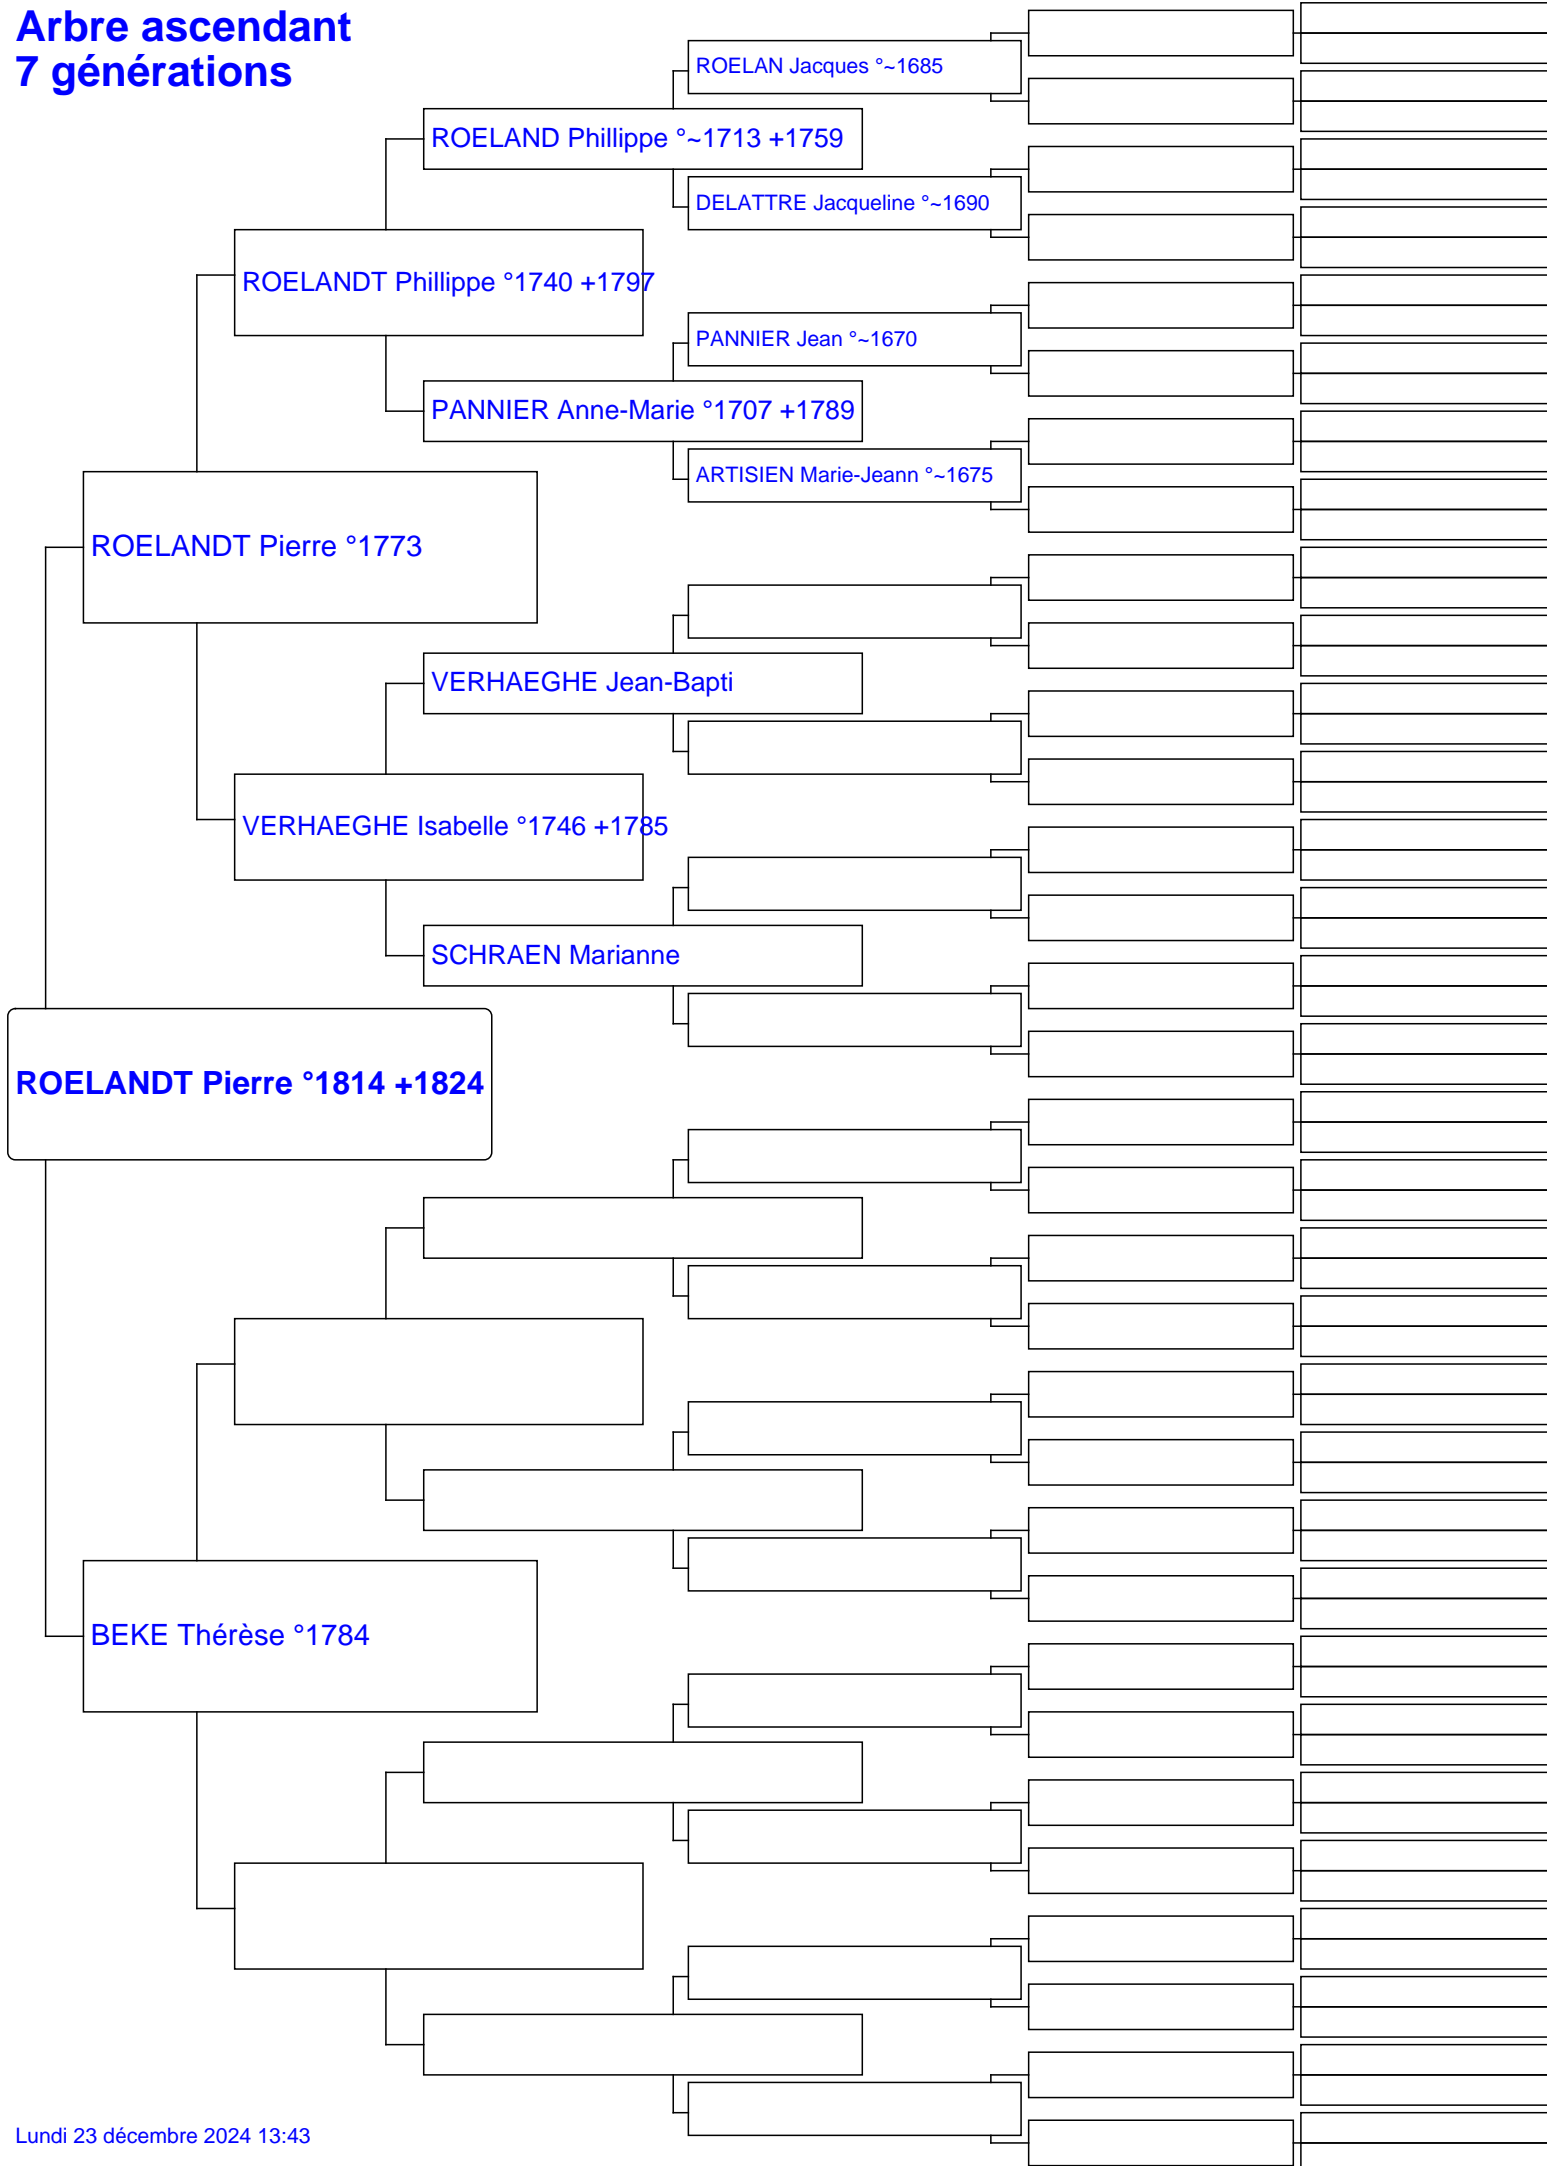 Arbre ascendant
7 générations
ROELAN Jacques °~1685
ROELAND Phillippe °~1713 +1759
DELATTRE Jacqueline °~1690
ROELANDT Phillippe °1740 +1797
PANNIER Jean °~1670
PANNIER Anne-Marie °1707 +1789
ARTISIEN Marie-Jeann °~1675
ROELANDT Pierre °1773
VERHAEGHE Jean-Bapti
VERHAEGHE Isabelle °1746 +1785
SCHRAEN Marianne
ROELANDT Pierre °1814 +1824
BEKE Thérèse °1784
Lundi 23 décembre 2024 13:43